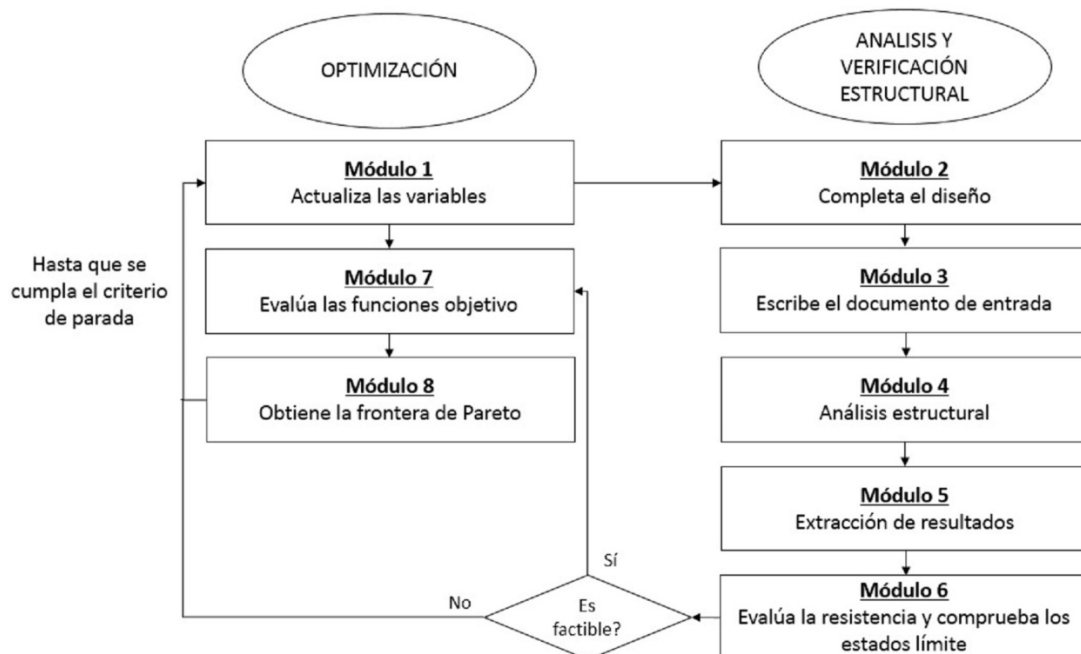 OPTIMIZACIÓN
ANALISIS Y
VERIFICACIÓN
ESTRUCTURAL
Módulo 1
Actualiza las variables
Módulo 2
Completa el diseño
Hasta que se
cumpla el criterio
de parada
Módulo 7
Evalúa las funciones objetivo
Módulo 3
Escribe el documento de entrada
Módulo 8
Obtiene la frontera de Pareto
Módulo 4
Análisis estructural
Módulo 5
Extracción de resultados
Sí
No
Es
factible?
Módulo 6
Evalúa la resistencia y comprueba los
estados límite